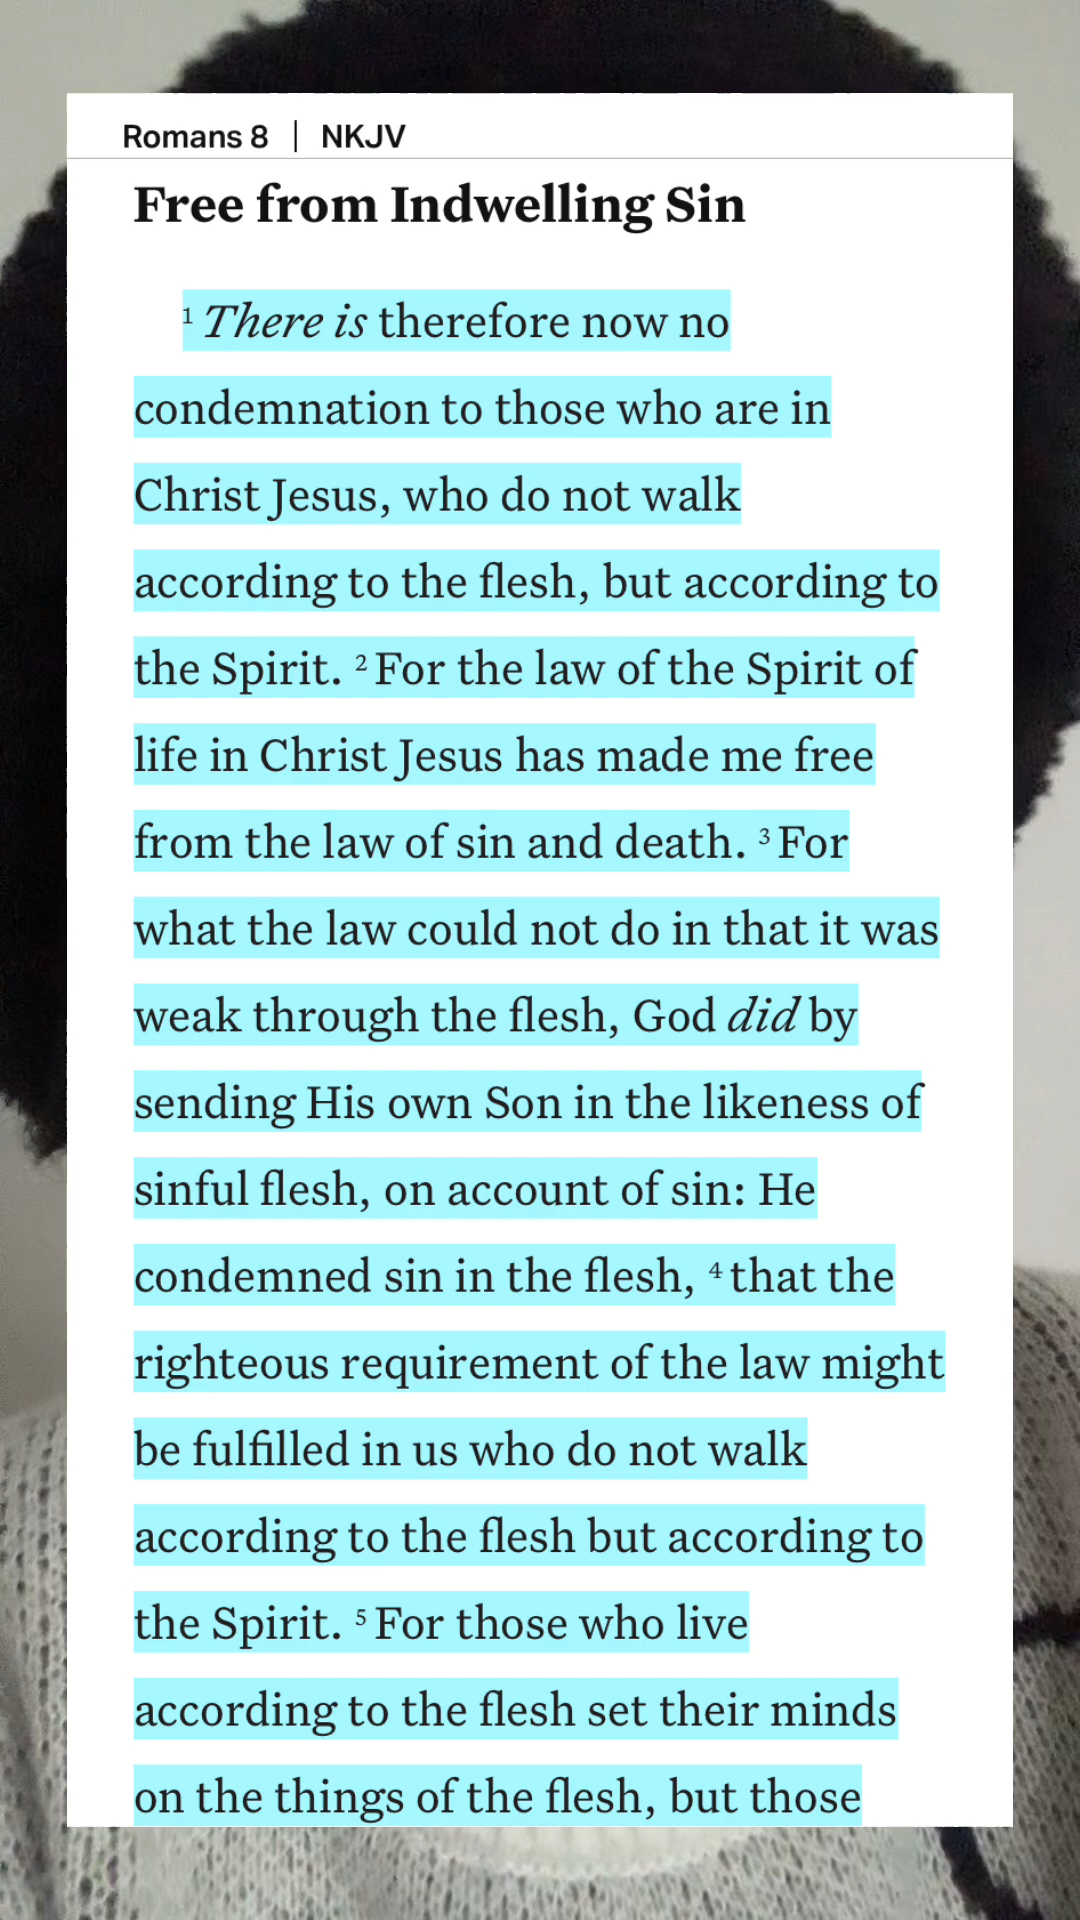 Romans 8 | NKJV
Free from Indwelling Sin
1 There is therefore now no
condemnation to those who are in
Christ Jesus, who do not walk
according to the flesh, but according to
the Spirit. 2 For the law of the Spirit of
life in Christ Jesus has made me free
from the law of sin and death. 3 For
what the law could not do in that it was
weak through the flesh, God did by
sending His own Son in the likeness of
sinful flesh, on account of sin: He
condemned sin in the flesh, 4 that the
righteous requirement of the law might
be fulfilled in us who do not walk
according to the flesh but according to
the Spirit. 5 For those who live
according to the flesh set their minds
on the things of the flesh, but those